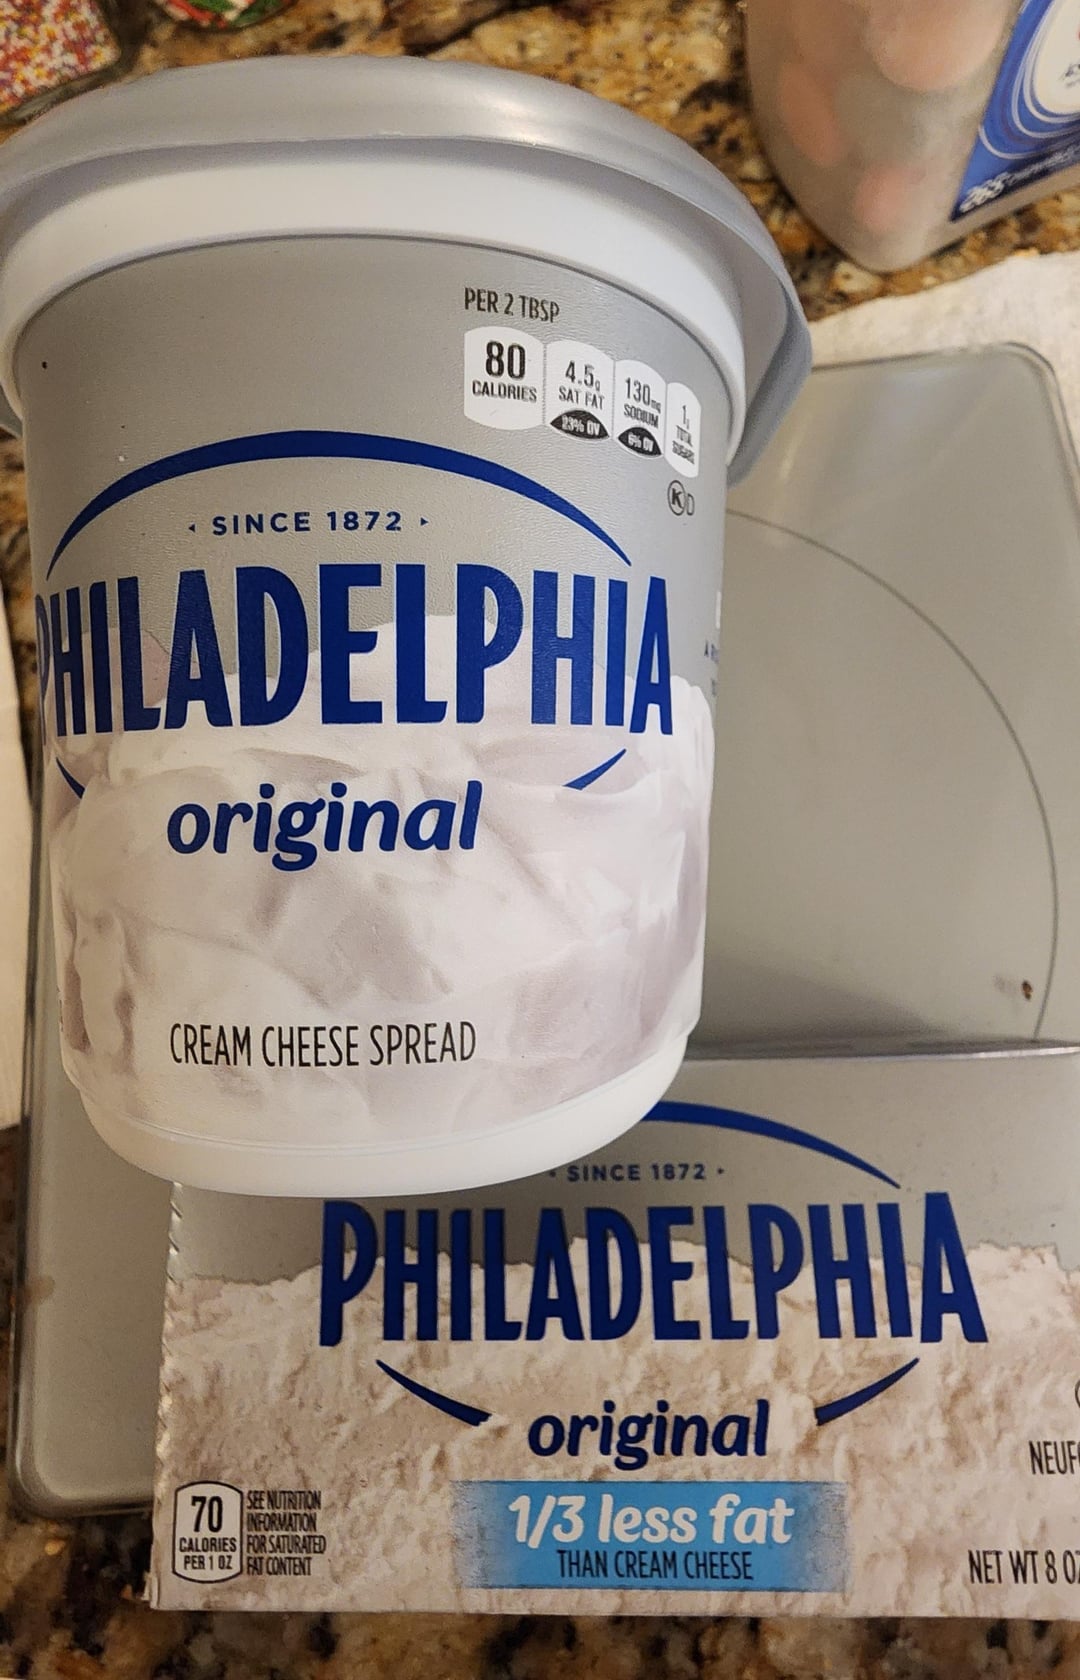 PER 2 TBSP
80
CALORIES
4.5g
SAT FAT
23% DV
130mg
SODIUM
6% DV
1g
TOTAL
SUGARS
K D
SINCE 1872
PHILADELPHIA
original
CREAM CHEESE SPREAD
SINCE 1872
PHILADELPHIA
original
1/3 less fat
THAN CREAM CHEESE
70
CALORIES
PER 1 OZ
SEE NUTRITION
INFORMATION
FOR SATURATED
FAT CONTENT
NEUF
NET WT 8 OZ